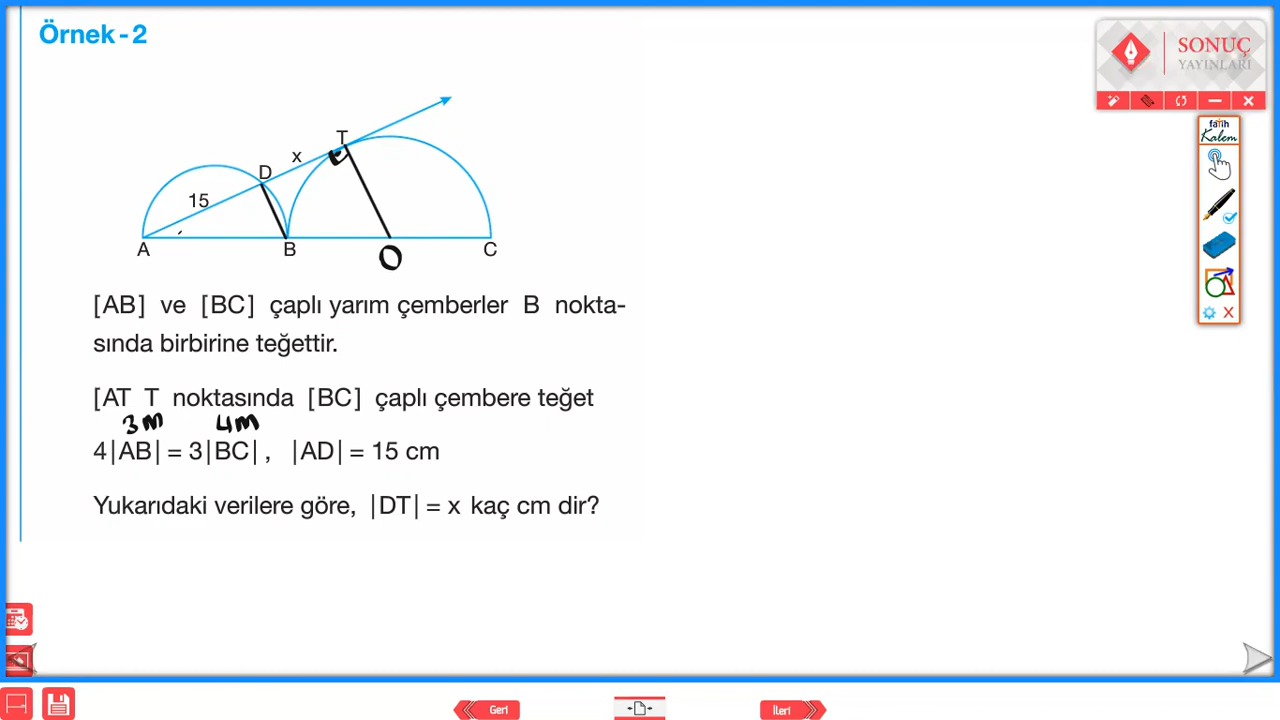 Örnek - 2
SONUÇ
YAYINLARI
fatih
Kalem
T
x
D
15
A
B
O
C
[AB] ve [BC] çaplı yarım çemberler B nokta-
sında birbirine teğettir.
[AT T noktasında [BC] çaplı çembere teğet
3m 4m
4|AB| = 3|BC| , |AD| = 15 cm
Yukarıdaki verilere göre, |DT| = x kaç cm dir?
Geri
İleri